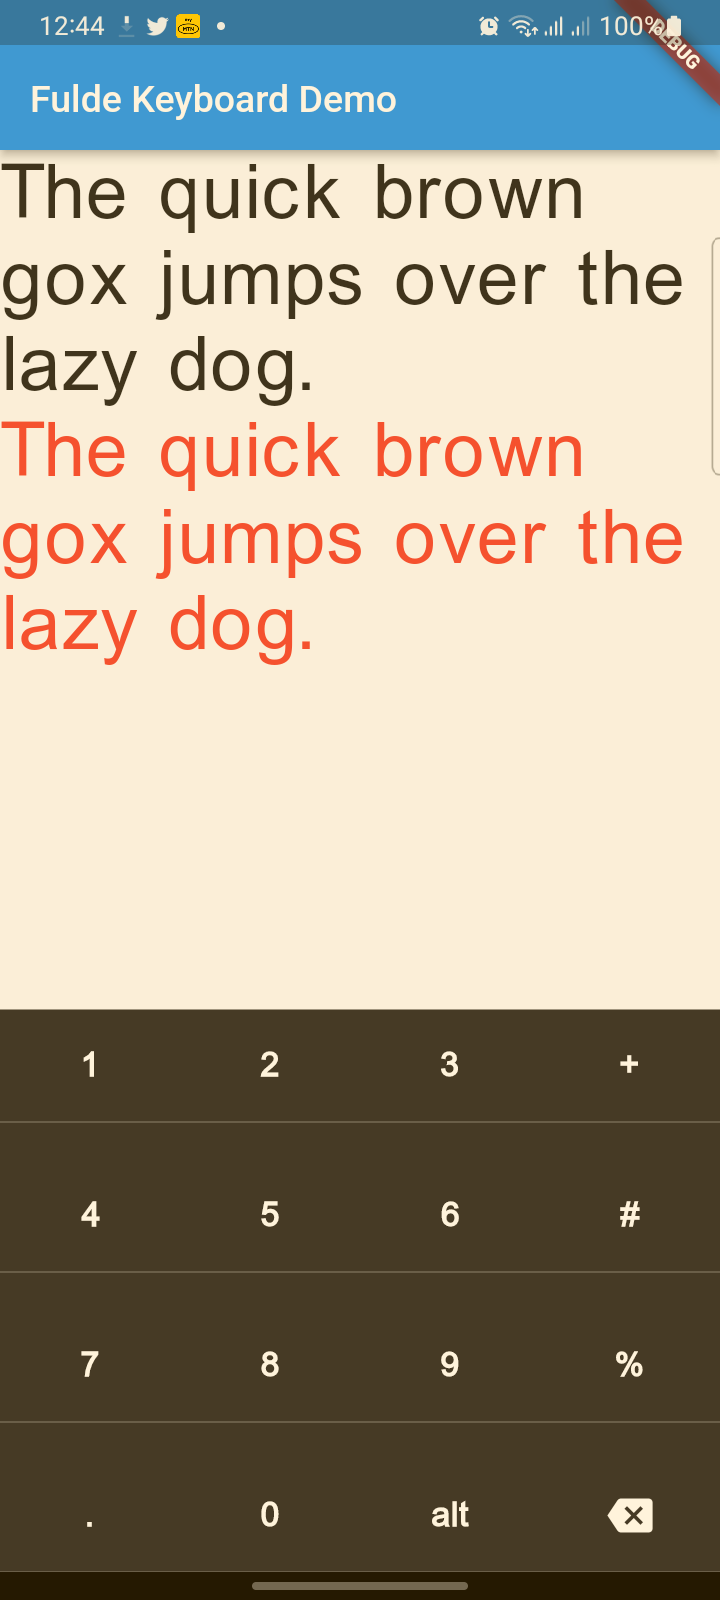 12:44 100%
DEBUG
Fulde Keyboard Demo
The quick brown
gox jumps over the
lazy dog.
The quick brown
gox jumps over the
lazy dog.
1 2 3 +
4 5 6 #
7 8 9 %
. 0 alt